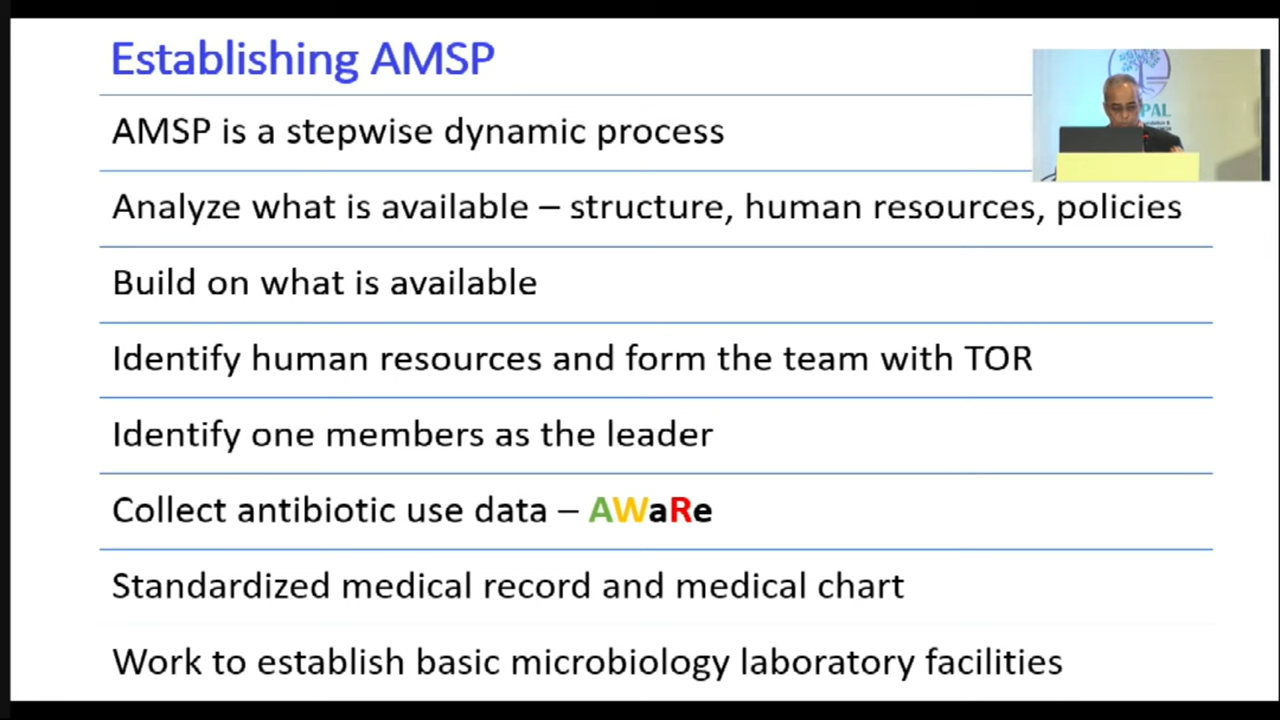 Establishing AMSP
AMSP is a stepwise dynamic process
Analyze what is available – structure, human resources, policies
Build on what is available
Identify human resources and form the team with TOR
Identify one members as the leader
Collect antibiotic use data – AWaRe
Standardized medical record and medical chart
Work to establish basic microbiology laboratory facilities
PAL